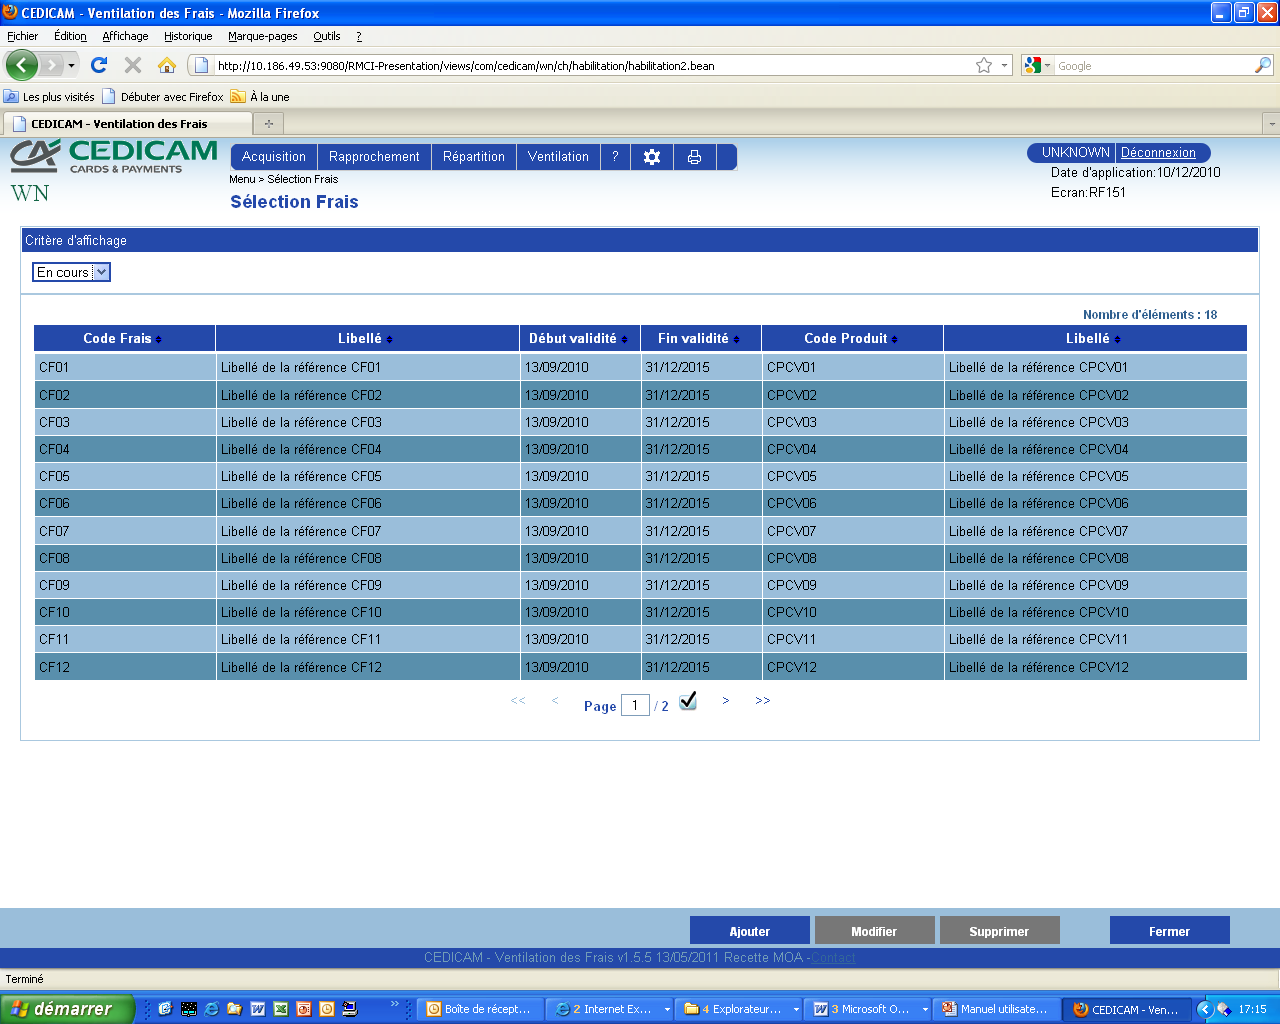 CEDICAM - Ventilation des Frais - Mozilla Firefox
Fichier Édition Affichage Historique Marque-pages Outils ?
http://10.186.49.53:9080/RMCI-Presentation/views/com/cedicam/wn/ch/habilitation/habilitation2.bean
Google
Les plus visités Débuter avec Firefox À la une
CEDICAM - Ventilation des Frais
CEDICAM
CARDS & PAYMENTS
WN
Acquisition Rapprochement Répartition Ventilation ?
UNKNOWN Déconnexion
Date d'application:10/12/2010
Ecran:RF151
Menu > Sélection Frais
Sélection Frais
Critère d'affichage
En cours
Nombre d'éléments : 18
Code Frais Libellé Début validité Fin validité Code Produit Libellé
CF01 Libellé de la référence CF01 13/09/2010 31/12/2015 CPCV01 Libellé de la référence CPCV01
CF02 Libellé de la référence CF02 13/09/2010 31/12/2015 CPCV02 Libellé de la référence CPCV02
CF03 Libellé de la référence CF03 13/09/2010 31/12/2015 CPCV03 Libellé de la référence CPCV03
CF04 Libellé de la référence CF04 13/09/2010 31/12/2015 CPCV04 Libellé de la référence CPCV04
CF05 Libellé de la référence CF05 13/09/2010 31/12/2015 CPCV05 Libellé de la référence CPCV05
CF06 Libellé de la référence CF06 13/09/2010 31/12/2015 CPCV06 Libellé de la référence CPCV06
CF07 Libellé de la référence CF07 13/09/2010 31/12/2015 CPCV07 Libellé de la référence CPCV07
CF08 Libellé de la référence CF08 13/09/2010 31/12/2015 CPCV08 Libellé de la référence CPCV08
CF09 Libellé de la référence CF09 13/09/2010 31/12/2015 CPCV09 Libellé de la référence CPCV09
CF10 Libellé de la référence CF10 13/09/2010 31/12/2015 CPCV10 Libellé de la référence CPCV10
CF11 Libellé de la référence CF11 13/09/2010 31/12/2015 CPCV11 Libellé de la référence CPCV11
CF12 Libellé de la référence CF12 13/09/2010 31/12/2015 CPCV12 Libellé de la référence CPCV12
<< < Page 1 / 2 > >>
Ajouter Modifier Supprimer Fermer
CEDICAM - Ventilation des Frais v1.5.5 13/05/2011 Recette MOA -Contact
Terminé
démarrer » Boîte de récept... 2 Internet Ex... 4 Explorateur... 3 Microsoft O... Manuel utilisate... CEDICAM - Ven... 17:15